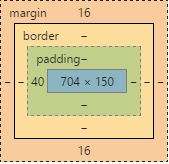 margin 16
border –
padding –
– – 40 704 × 150 – – –
–
–
16